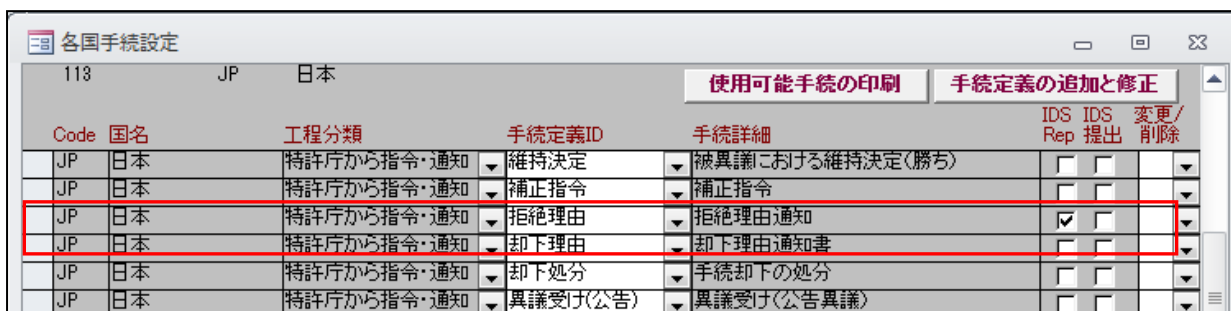 各国手続設定
113 JP 日本 使用可能手続の印刷 手続定義の追加と修正
Code 国名 工程分類 手続定義ID 手続詳細 IDS Rep IDS 提出 変更/削除
JP 日本 特許庁から指令・通知 維持決定 被異議における維持決定(勝ち)
JP 日本 特許庁から指令・通知 補正指令 補正指令
JP 日本 特許庁から指令・通知 拒絶理由 拒絶理由通知
JP 日本 特許庁から指令・通知 却下理由 却下理由通知書
JP 日本 特許庁から指令・通知 却下処分 手続却下の処分
JP 日本 特許庁から指令・通知 異議受け(公告) 異議受け(公告異議)